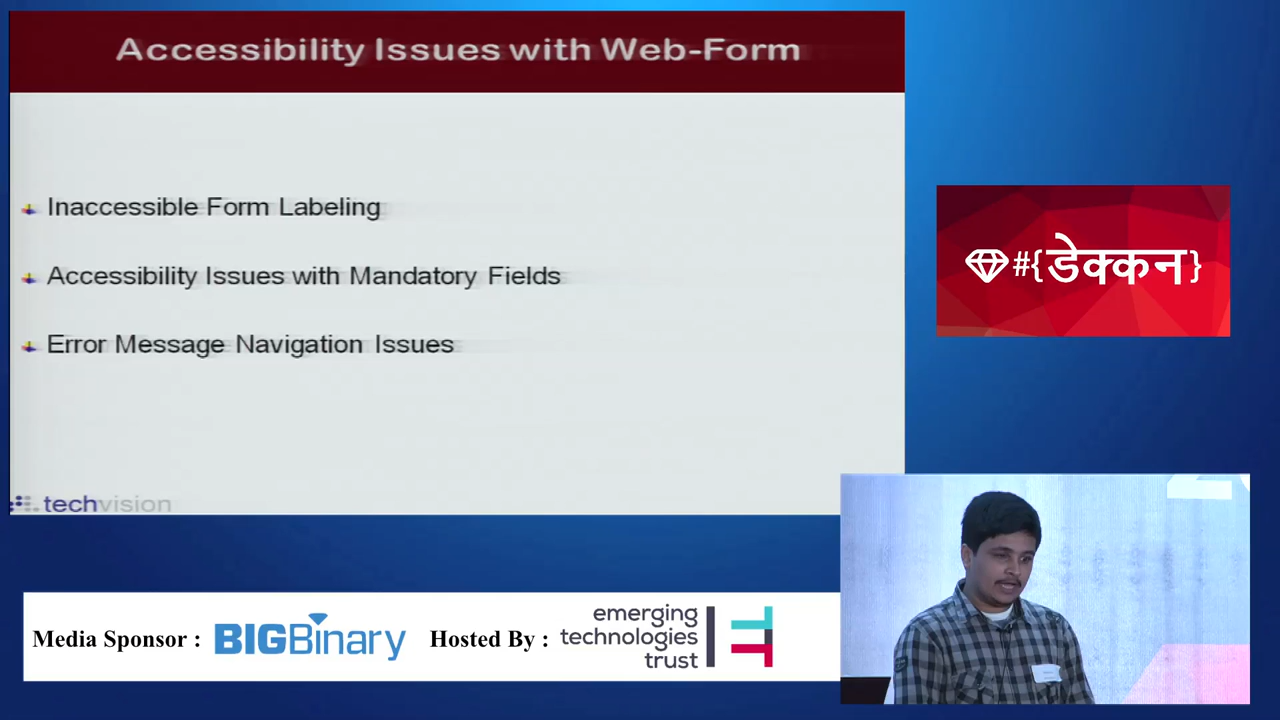 Accessibility Issues with Web-Form
Inaccessible Form Labeling
Accessibility Issues with Mandatory Fields
Error Message Navigation Issues
techvision
#{डेक्कन}
Media Sponsor : BIGBinary Hosted By : emerging
technologies
trust